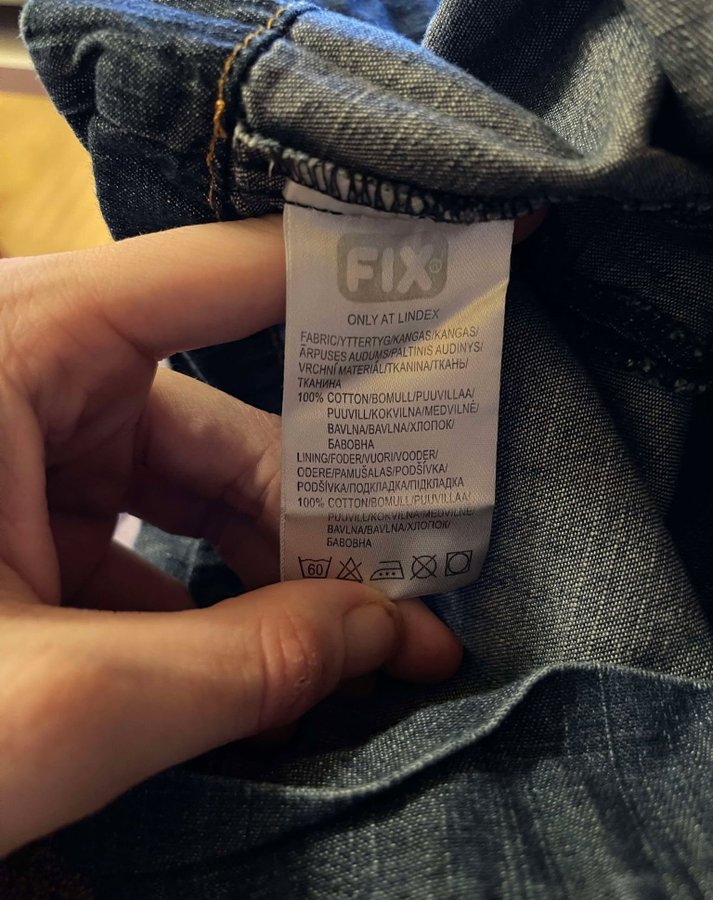 FIX®
ONLY AT LINDEX
FABRIC/YTTERTYG/KANGAS/KANGAS/
ĀRPUSĘS AUDUMS/PALTINIS AUDINYS/
VRCHNÍ MATERIÁL/TKANINA/ТКАНЬ/
ТКАНИНА
100% COTTON/BOMULL/PUUVILLAA/
PUUVILL/KOKVILNA/MEDVILNĖ/
BAVLNA/BAVLNA/ХЛОПОК/
БАВОВНА
LINING/FODER/VUORI/VOODER/
ODERE/PAMUŠALAS/PODŠÍVKA/
PODŠÍVKA/ПОДКЛАДКА/ПІДКЛАДКА
100% COTTON/BOMULL/PUUVILLAA/
PUUVILL/KOKVILNA/MEDVILNĖ/
BAVLNA/BAVLNA/ХЛОПОК/
БАВОВНА
60